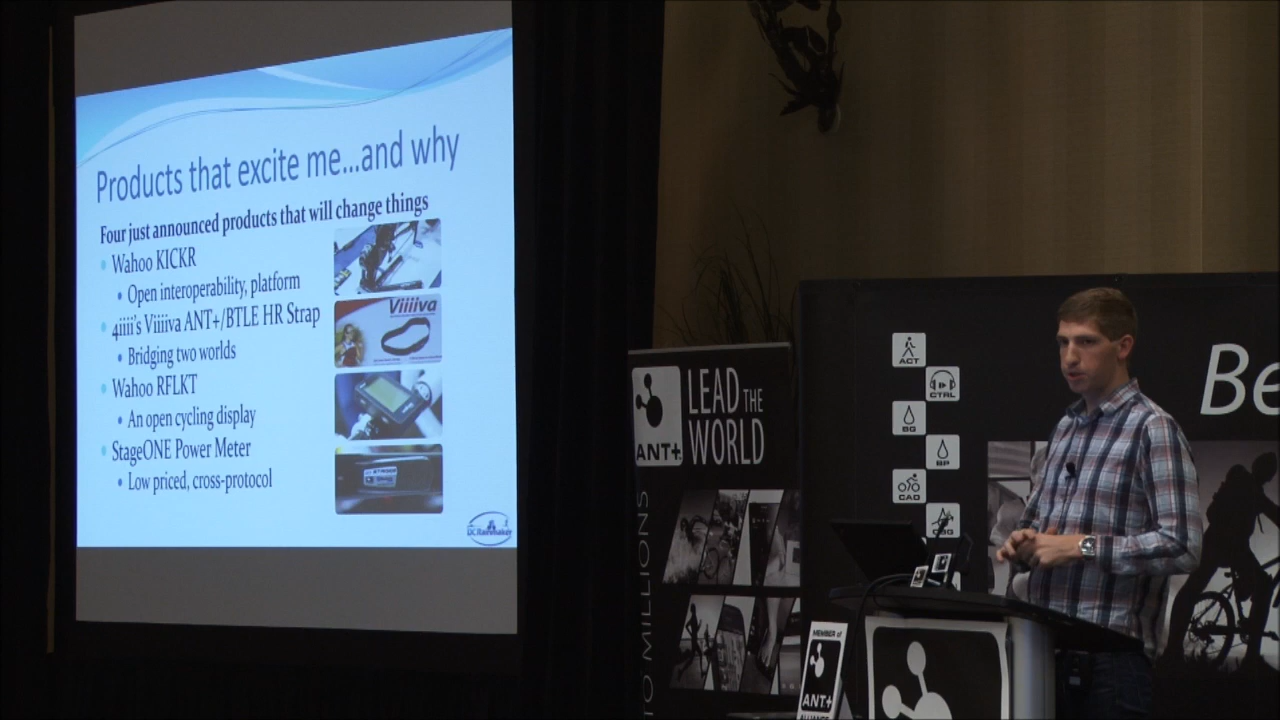 Products that excite me...and why
Four just announced products that will change things
Wahoo KICKR
Open interoperability, platform
4iiii's Viiiiva ANT+/BTLE HR Strap
Bridging two worlds
Wahoo RFLKT
An open cycling display
StageONE Power Meter
Low priced, cross-protocol
Viiiiva
DC Rainmaker
ANT+
LEAD THE
WORLD
TO MILLIONS
ACT
CTRL
BG
BP
CAD
Be
MEMBER of
ANT+
ALLIANCE